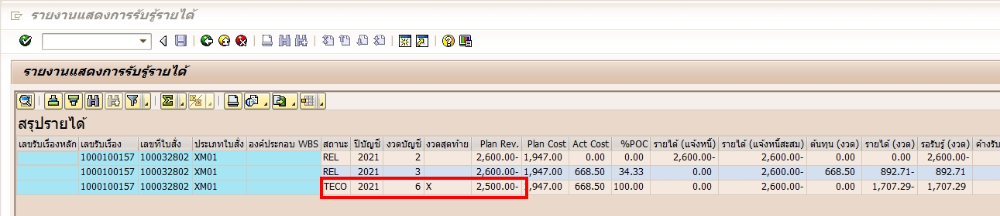 รายงานแสดงการรับรู้รายได้
รายงานแสดงการรับรู้รายได้
สรุปรายได้
เลขรับเรื่องหลัก เลขรับเรื่อง เลขที่ใบสั่ง ประเภทใบสั่ง องค์ประกอบ WBS สถานะ ปีบัญชี งวดบัญชี งวดสุดท้าย Plan Rev. Plan Cost Act Cost %POC รายได้ (แจ้งหนี้) รายได้ (แจ้งหนี้สะสม) ต้นทุน (งวด) รายได้ (งวด) รอรับรู้ (งวด) ค้างรับ
1000100157 100032802 XM01 REL 2021 2 2,600.00- 1,947.00 0.00 0.00 2,600.00- 2,600.00- 0.00 0.00 2,600.00-
1000100157 100032802 XM01 REL 2021 3 2,600.00- 1,947.00 668.50 34.33 0.00 2,600.00- 668.50 892.71- 892.71
1000100157 100032802 XM01 TECO 2021 6 X 2,500.00- 1,947.00 668.50 100.00 0.00 2,600.00- 0.00 1,707.29- 1,707.29